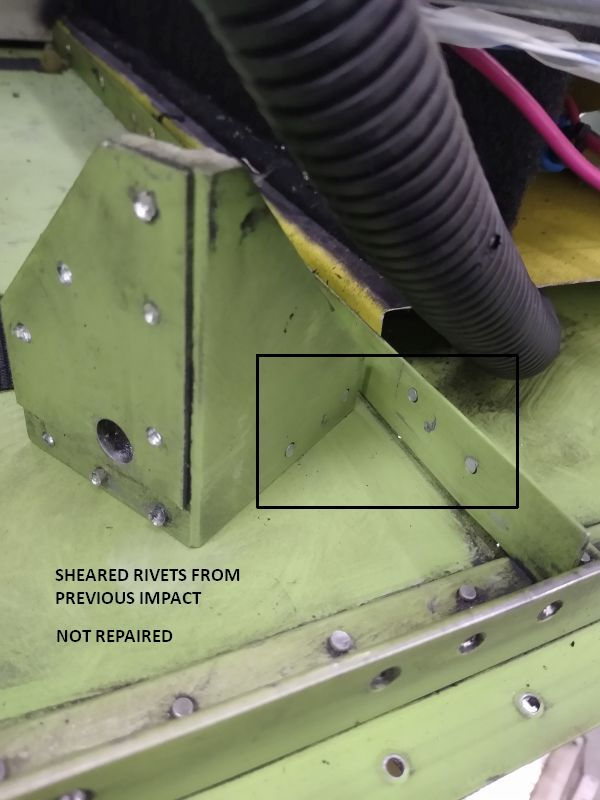 SHEARED RIVETS FROM
PREVIOUS IMPACT
NOT REPAIRED